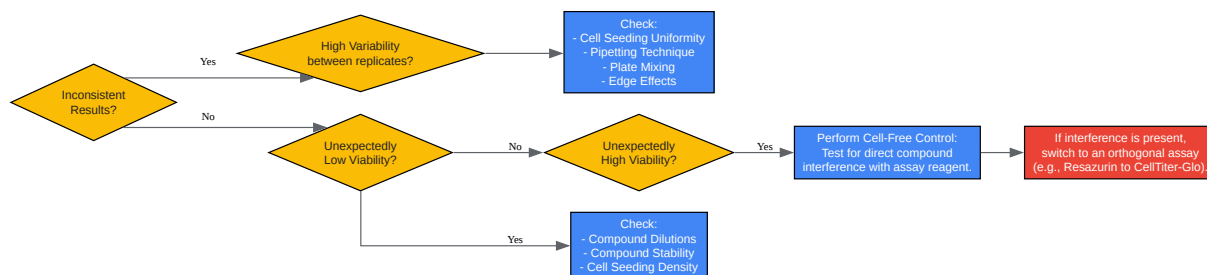 Inconsistent
Results?
Yes
High Variability
between replicates?
Check:
- Cell Seeding Uniformity
- Pipetting Technique
- Plate Mixing
- Edge Effects
No
Unexpectedly
Low Viability?
No
Unexpectedly
High Viability?
Yes
Perform Cell-Free Control:
Test for direct compound
interference with assay reagent.
If interference is present,
switch to an orthogonal assay
(e.g., Resazurin to CellTiter-Glo).
Yes
Check:
- Compound Dilutions
- Compound Stability
- Cell Seeding Density